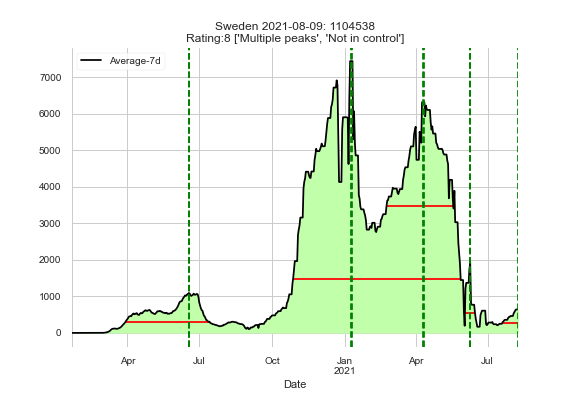 Sweden 2021-08-09: 1104538
Rating:8 ['Multiple peaks', 'Not in control']
Average-7d
7000
6000
5000
4000
3000
2000
1000
0
Apr Jul Oct Jan Apr Jul
2021
Date